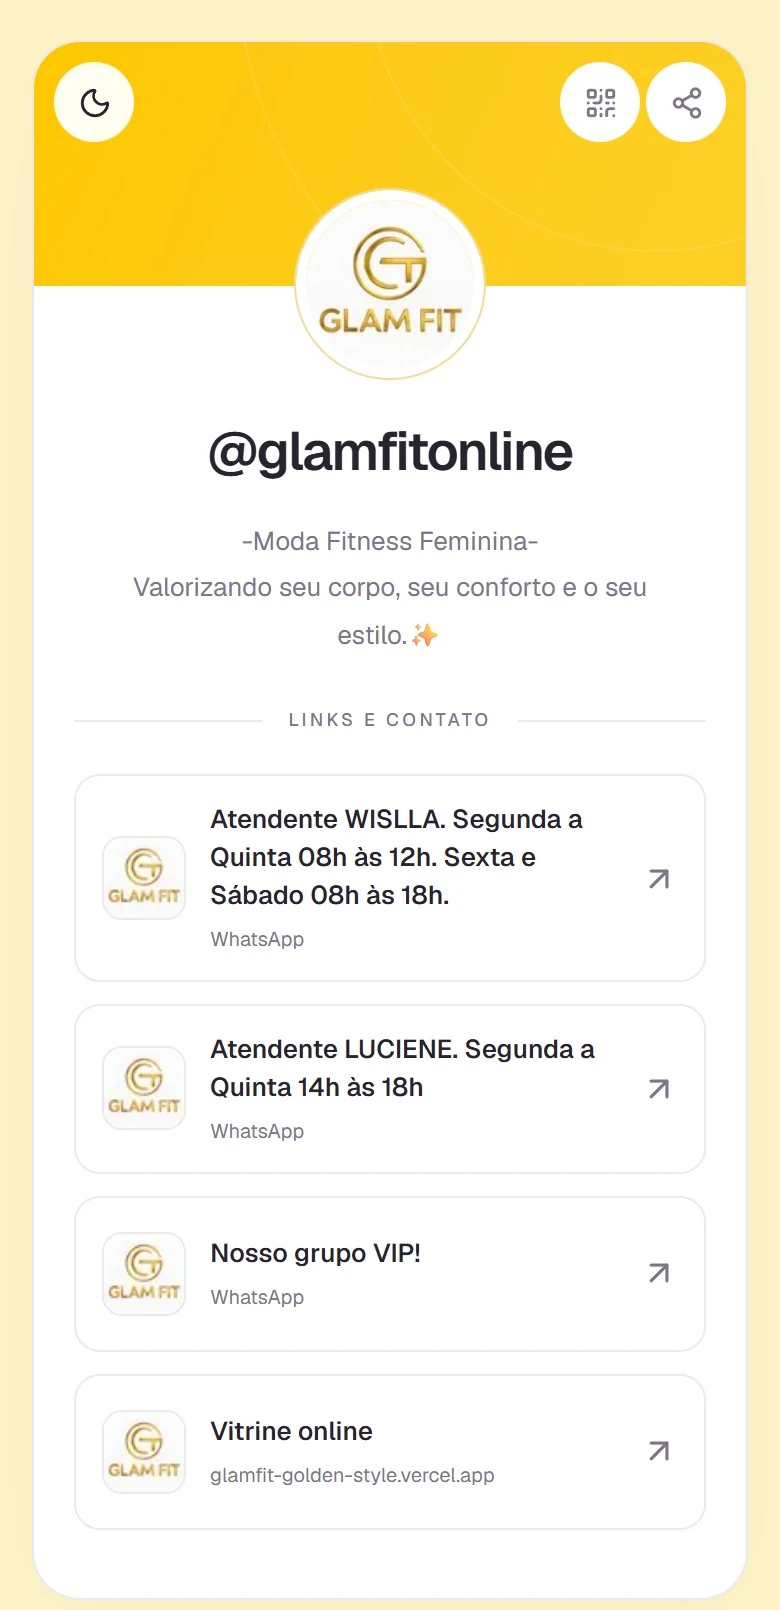 GLAM FIT
@glamfitonline
-Moda Fitness Feminina-
Valorizando seu corpo, seu conforto e o seu
estilo.✨
LINKS E CONTATO
GLAM FIT
Atendente WISLLA. Segunda a
Quinta 08h às 12h. Sexta e
Sábado 08h às 18h.
WhatsApp
GLAM FIT
Atendente LUCIENE. Segunda a
Quinta 14h às 18h
WhatsApp
GLAM FIT
Nosso grupo VIP!
WhatsApp
GLAM FIT
Vitrine online
glamfit-golden-style.vercel.app